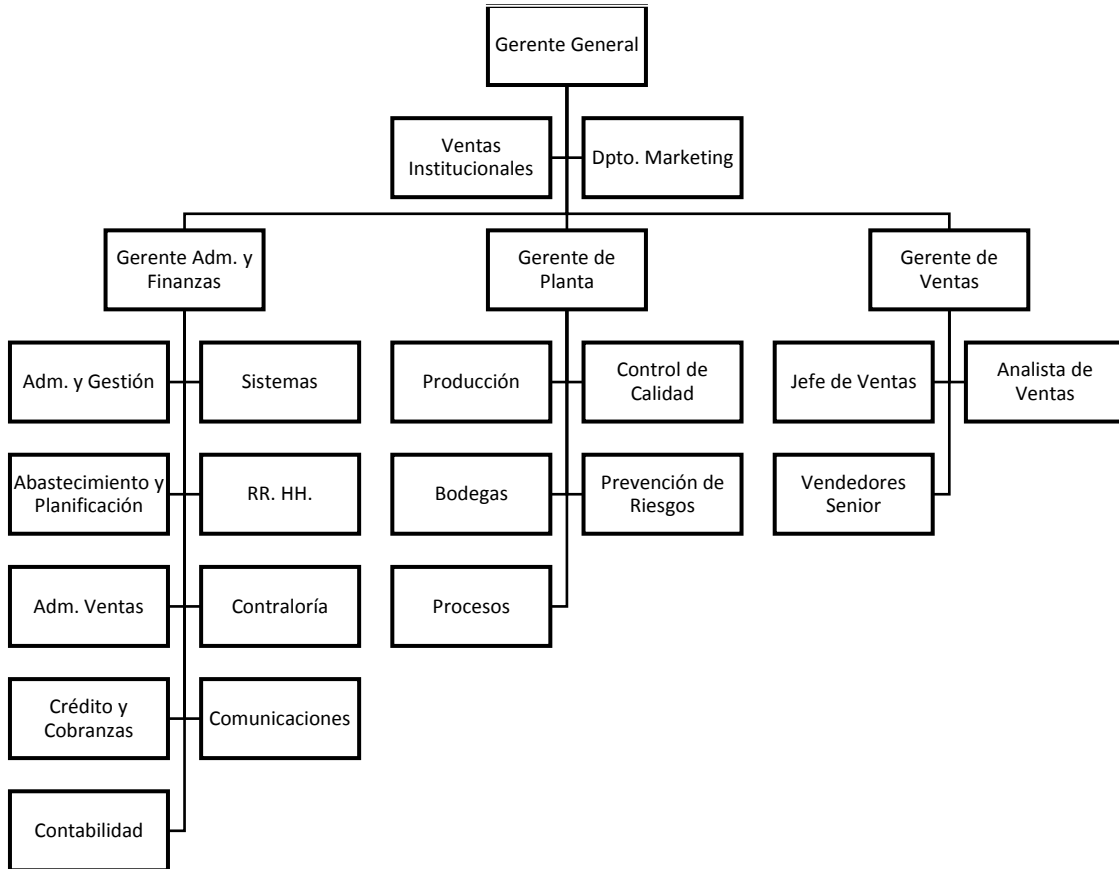 Gerente General
Ventas
Institucionales
Dpto. Marketing
Gerente Adm. y
Finanzas
Gerente de
Planta
Gerente de
Ventas
Adm. y Gestión
Sistemas
Producción
Control de
Calidad
Jefe de Ventas
Analista de
Ventas
Abastecimiento y
Planificación
RR. HH.
Bodegas
Prevención de
Riesgos
Vendedores
Senior
Adm. Ventas
Contraloría
Procesos
Crédito y
Cobranzas
Comunicaciones
Contabilidad